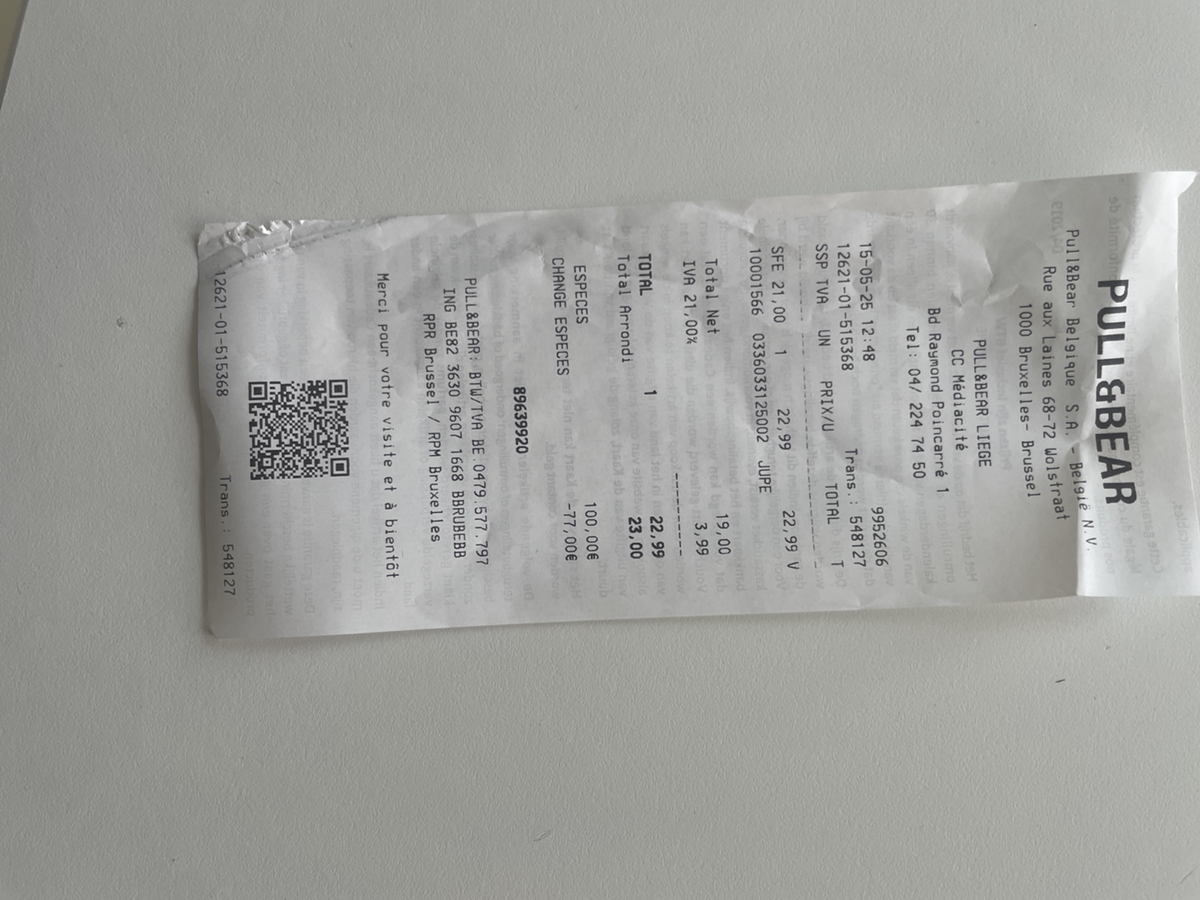 PULL&BEAR
Pull&Bear Belgique S.A. - België N.V.
Rue aux Laines 68-72 Wolstraat
1000 Bruxelles- Brussel
PULL&BEAR LIEGE
CC Médiacité
Bd Raymond Poincarré 1
Tel: 04/ 224 74 50
9952606
15-05-25 12:48 Trans.: 548127
12621-01-515368
SSP TVA UN PRIX/U TOTAL T
SFE 21,00 1 22,99 22,99 V
10001566 03360331250​02 JUPE
Total Net 19,00
IVA 21,00% 3,99
TOTAL 1 22,99
Total Arrondi 23,00
ESPECES 100,00€
CHANGE ESPECES -77,00€
89639920
PULL&BEAR: BTW/TVA BE.0479.577.797
ING BE82 3630 9607 1668 BBRUBEBB
RPR Brussel / RPM Bruxelles
Merci pour votre visite et à bientôt
12621-01-515368 Trans.: 548127